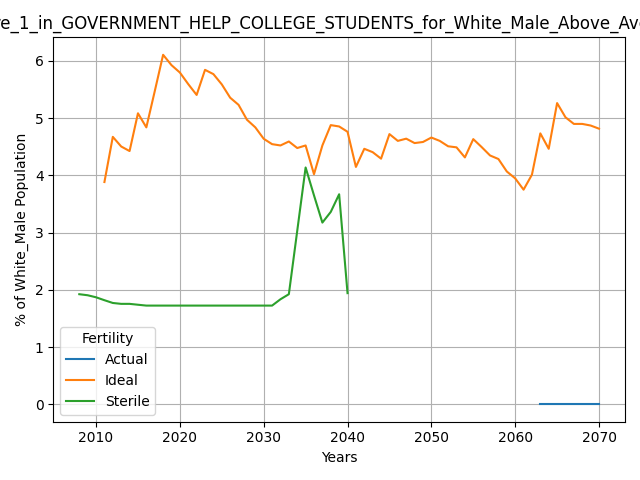 e_1_in_GOVERNMENT_HELP_COLLEGE_STUDENTS_for_White_Male_Above_Av
% of White_Male Population
6
5
4
3
2
1
0
Fertility
Actual
Ideal
Sterile
2010 2020 2030 2040 2050 2060 2070
Years